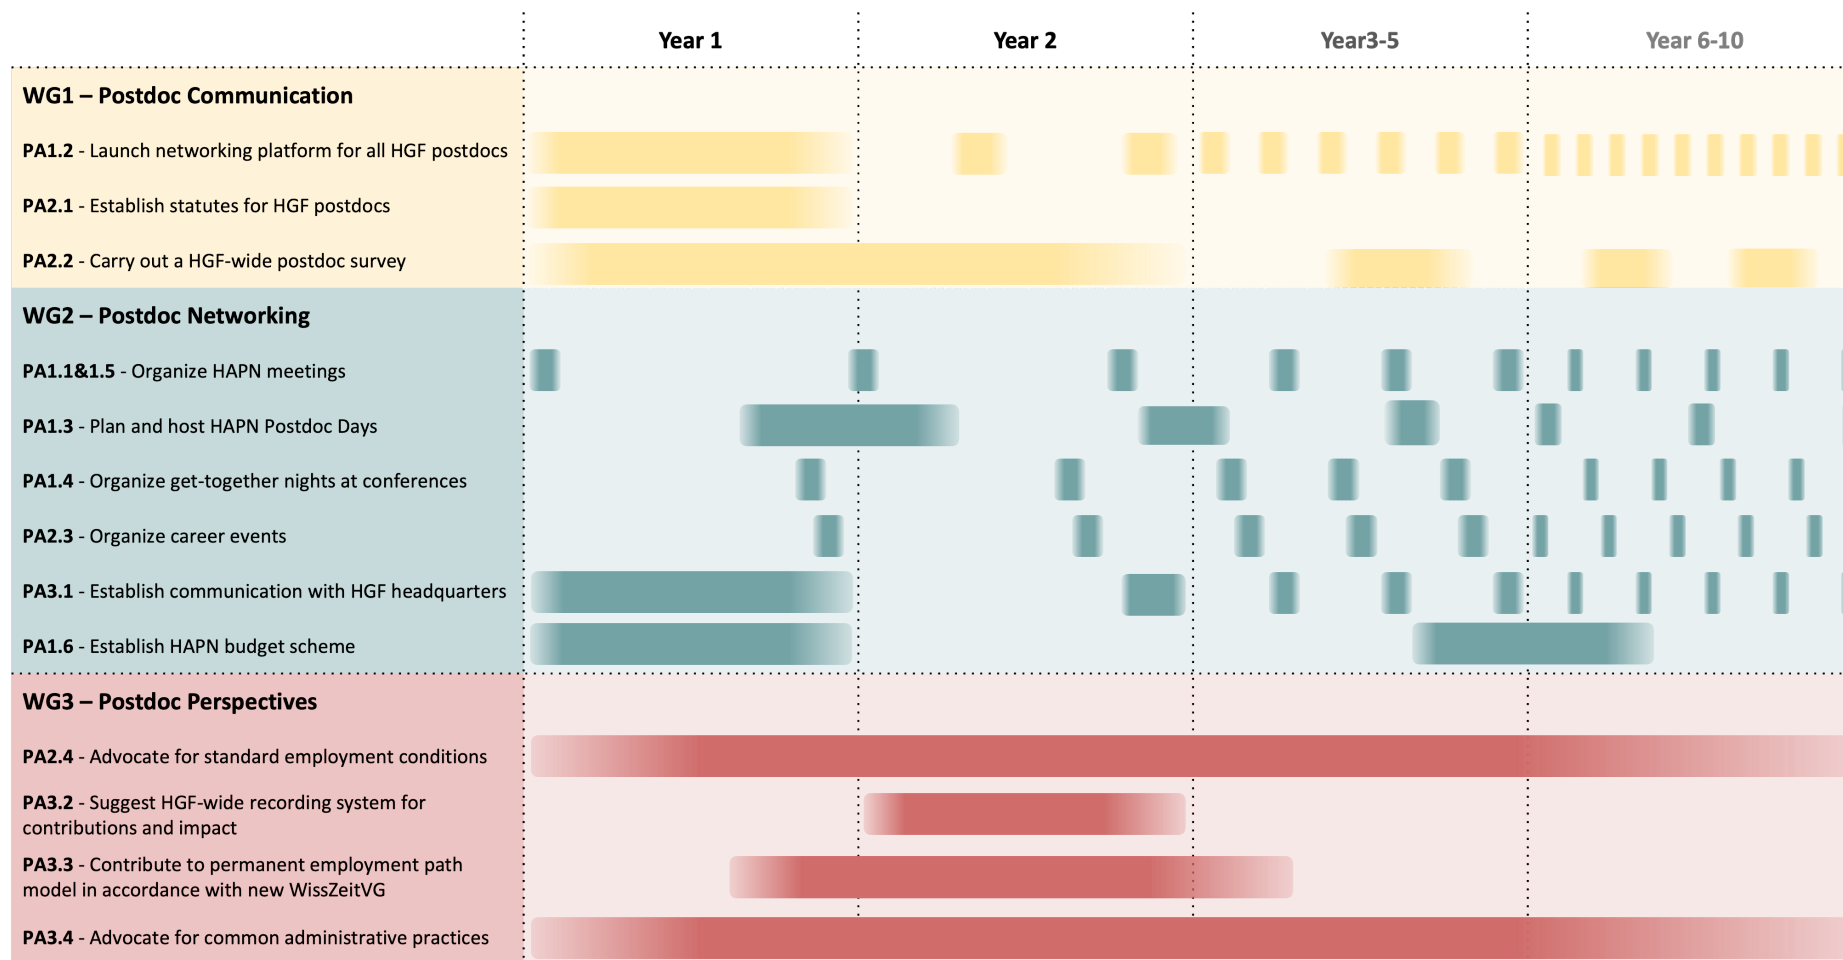 Year 1
Year 2
Year3-5
Year 6-10
WG1 – Postdoc Communication
PA1.2 - Launch networking platform for all HGF postdocs
PA2.1 - Establish statutes for HGF postdocs
PA2.2 - Carry out a HGF-wide postdoc survey
WG2 – Postdoc Networking
PA1.1&1.5 - Organize HAPN meetings
PA1.3 - Plan and host HAPN Postdoc Days
PA1.4 - Organize get-together nights at conferences
PA2.3 - Organize career events
PA3.1 - Establish communication with HGF headquarters
PA1.6 - Establish HAPN budget scheme
WG3 – Postdoc Perspectives
PA2.4 - Advocate for standard employment conditions
PA3.2 - Suggest HGF-wide recording system for
contributions and impact
PA3.3 - Contribute to permanent employment path
model in accordance with new WissZeitVG
PA3.4 - Advocate for common administrative practices